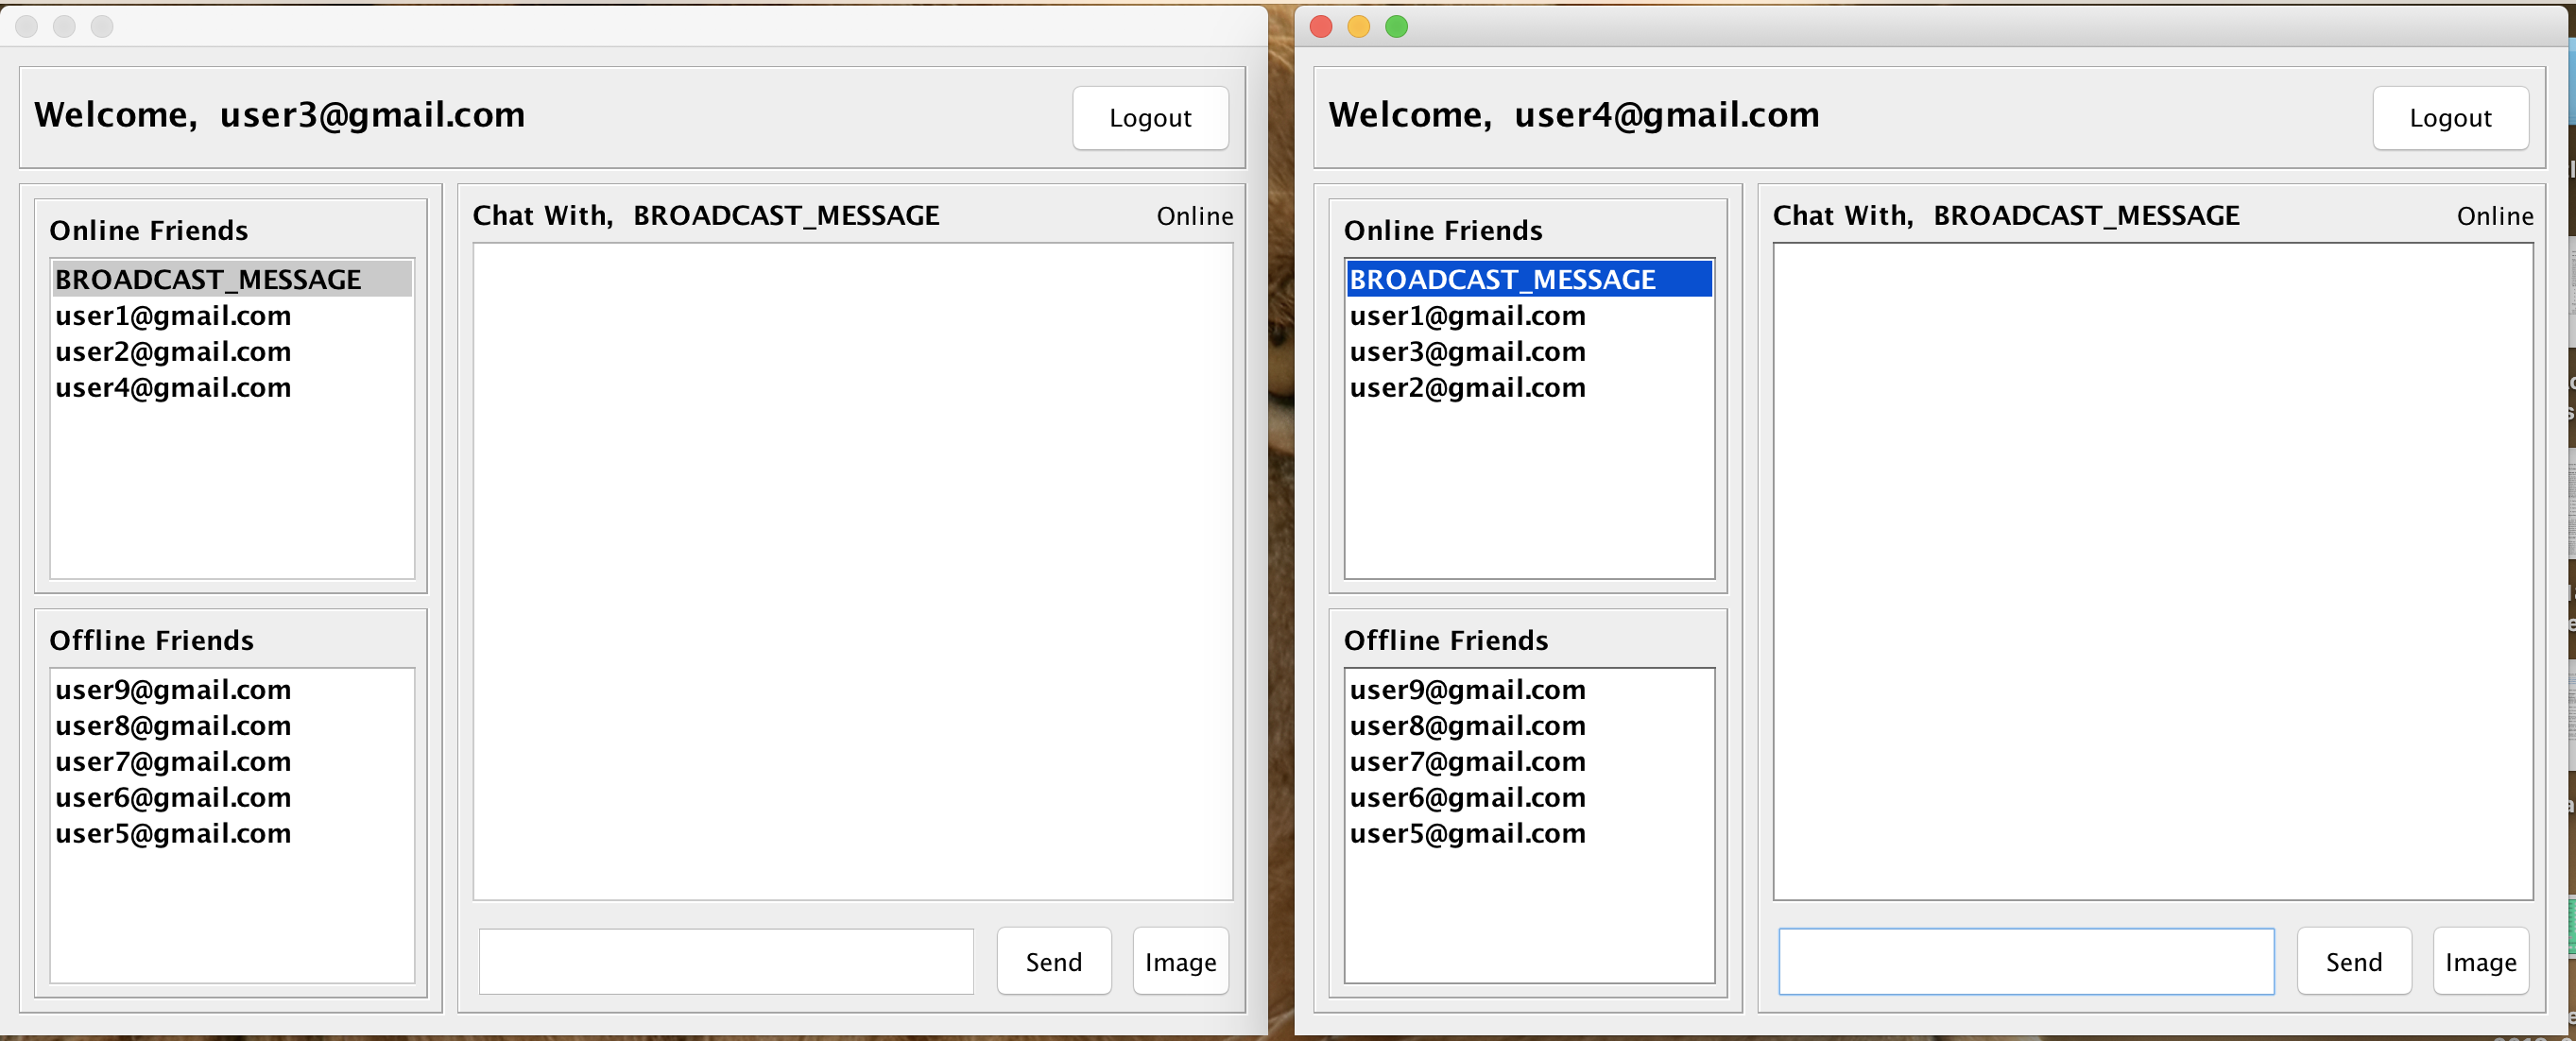 Welcome, user3@gmail.com
Logout
Online Friends
BROADCAST_MESSAGE
user1@gmail.com
user2@gmail.com
user4@gmail.com
Offline Friends
user9@gmail.com
user8@gmail.com
user7@gmail.com
user6@gmail.com
user5@gmail.com
Chat With, BROADCAST_MESSAGE
Online
Send
Image
Welcome, user4@gmail.com
Logout
Online Friends
BROADCAST_MESSAGE
user1@gmail.com
user3@gmail.com
user2@gmail.com
Offline Friends
user9@gmail.com
user8@gmail.com
user7@gmail.com
user6@gmail.com
user5@gmail.com
Chat With, BROADCAST_MESSAGE
Online
Send
Image